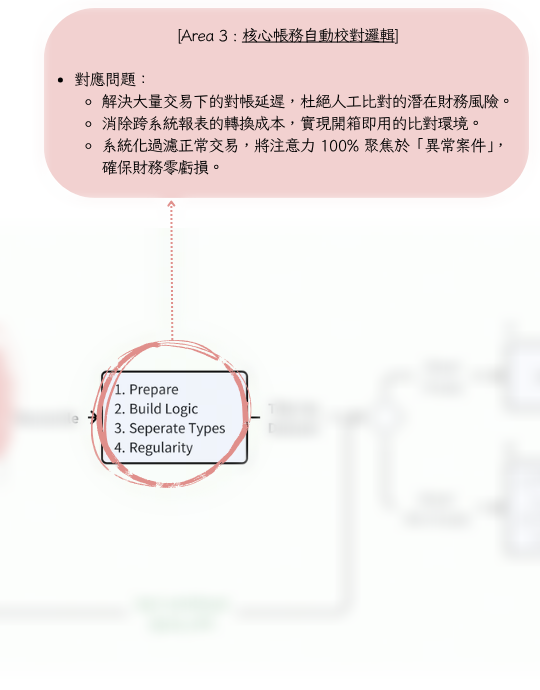 [Area 3：核心帳務自動校對邏輯]
• 對應問題：
○ 解決大量交易下的對帳延遲，杜絕人工比對的潛在財務風險。
○ 消除跨系統報表的轉換成本，實現開箱即用的比對環境。
○ 系統化過濾正常交易，將注意力 100% 聚焦於「異常案件」，
確保財務零虧損。
1. Prepare
2. Build Logic
3. Seperate Types
4. Regularity